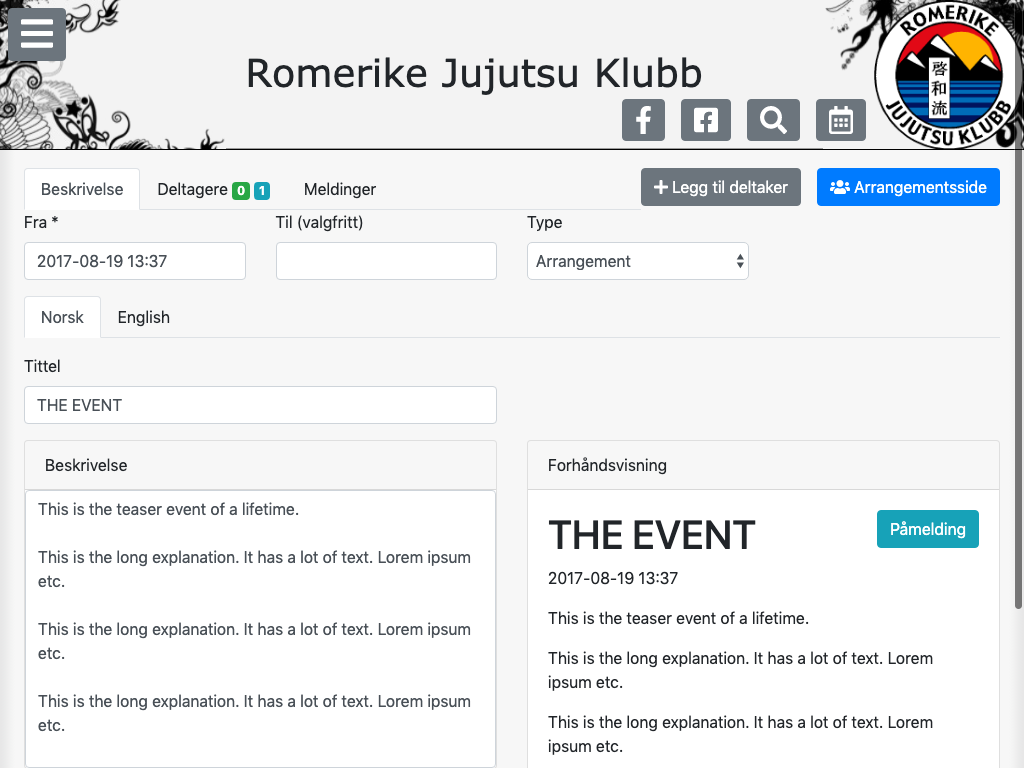 Romerike Jujutsu Klubb
ROMERIKE
啓和流
JUJUTSU KLUBB
Beskrivelse
Deltagere 0 1
Meldinger
Legg til deltaker
Arrangementsside
Fra *
Til (valgfritt)
Type
2017-08-19 13:37
Arrangement
Norsk
English
Tittel
THE EVENT
Beskrivelse
This is the teaser event of a lifetime.
This is the long explanation. It has a lot of text. Lorem ipsum
etc.
This is the long explanation. It has a lot of text. Lorem ipsum
etc.
This is the long explanation. It has a lot of text. Lorem ipsum
etc.
Forhåndsvisning
THE EVENT
Påmelding
2017-08-19 13:37
This is the teaser event of a lifetime.
This is the long explanation. It has a lot of text. Lorem
ipsum etc.
This is the long explanation. It has a lot of text. Lorem
ipsum etc.